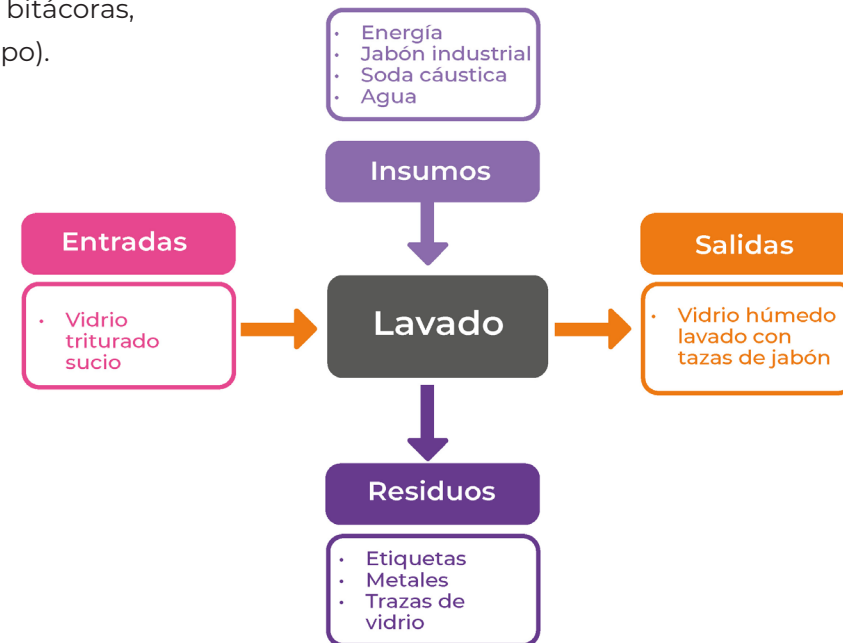 bitácoras,
po).
• Energía
• Jabón industrial
• Soda cáustica
• Agua
Insumos
Entradas
• Vidrio
triturado
sucio
Lavado
Salidas
• Vidrio húmedo
lavado con
tazas de jabón
Residuos
• Etiquetas
• Metales
• Trazas de
vidrio